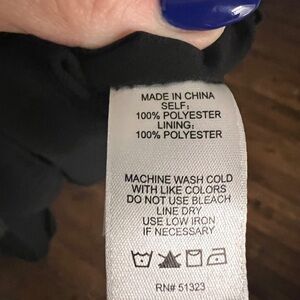 MADE IN CHINA
SELF:
100% POLYESTER
LINING:
100% POLYESTER
MACHINE WASH COLD
WITH LIKE COLORS
DO NOT USE BLEACH
LINE DRY
USE LOW IRON
IF NECESSARY
RN# 51323